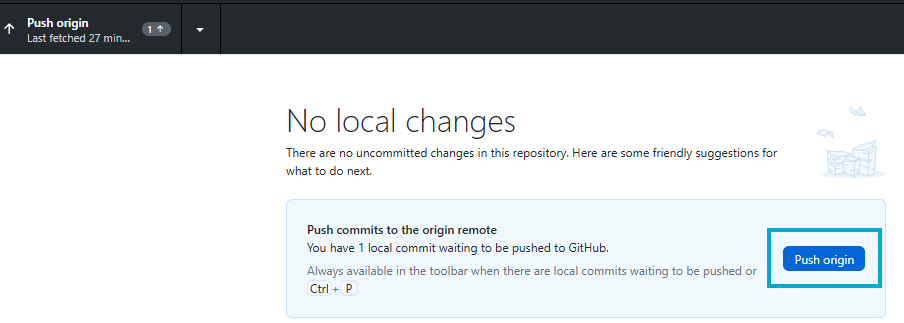 Push origin
Last fetched 27 min...
1
No local changes
There are no uncommitted changes in this repository. Here are some friendly suggestions for
what to do next.
Push commits to the origin remote
You have 1 local commit waiting to be pushed to GitHub.
Always available in the toolbar when there are local commits waiting to be pushed or
Ctrl + P
Push origin